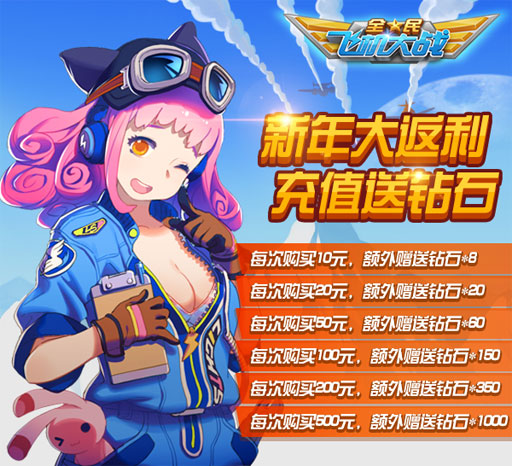 全★民
飞机大战
新年大返利
充值送钻石
每次购买10元，额外赠送钻石*8
每次购买20元，额外赠送钻石*20
每次购买50元，额外赠送钻石*60
每次购买100元，额外赠送钻石*150
每次购买200元，额外赠送钻石*350
每次购买500元，额外赠送钻石*1000